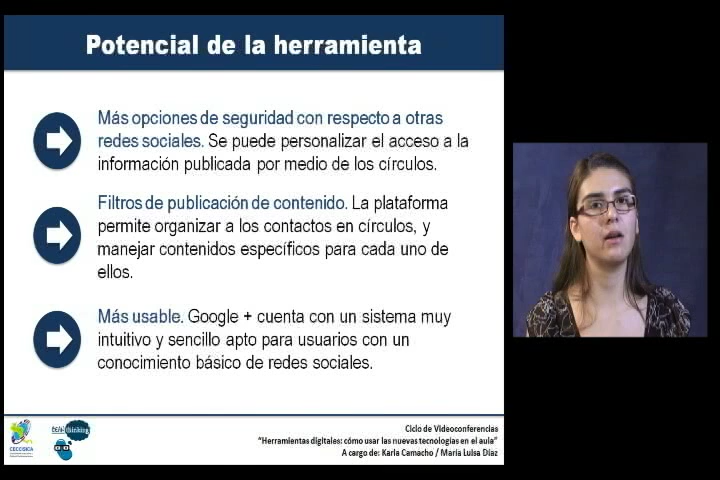 Potencial de la herramienta
Más opciones de seguridad con respecto a otras
redes sociales. Se puede personalizar el acceso a la
información publicada por medio de los círculos.
Filtros de publicación de contenido. La plataforma
permite organizar a los contactos en círculos, y
manejar contenidos específicos para cada uno de
ellos.
Más usable. Google + cuenta con un sistema muy
intuitivo y sencillo apto para usuarios con un
conocimiento básico de redes sociales.
CECC/SICA
thinking
Ciclo de Videoconferencias
"Herramientas digitales: cómo usar las nuevas tecnologías en el aula"
A cargo de: Karla Camacho / María Luisa Díaz